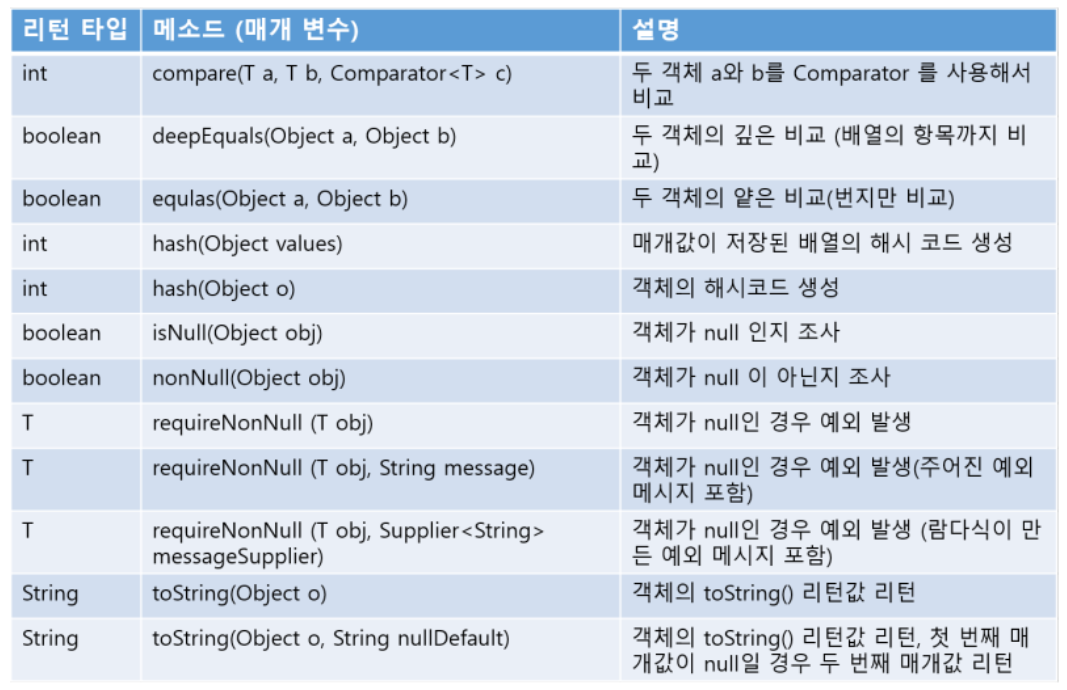 리턴 타입 메소드 (매개 변수) 설명
int compare(T a, T b, Comparator<T> c) 두 객체 a와 b를 Comparator 를 사용해서
비교
boolean deepEquals(Object a, Object b) 두 객체의 깊은 비교 (배열의 항목까지 비
교)
boolean equlas(Object a, Object b) 두 객체의 얕은 비교(번지만 비교)
int hash(Object values) 매개값이 저장된 배열의 해시 코드 생성
int hash(Object o) 객체의 해시코드 생성
boolean isNull(Object obj) 객체가 null 인지 조사
boolean nonNull(Object obj) 객체가 null 이 아닌지 조사
T requireNonNull (T obj) 객체가 null인 경우 예외 발생
T requireNonNull (T obj, String message) 객체가 null인 경우 예외 발생(주어진 예외
메시지 포함)
T requireNonNull (T obj, Supplier<String> 객체가 null인 경우 예외 발생 (람다식이 만
messageSupplier) 든 예외 메시지 포함)
String toString(Object o) 객체의 toString() 리턴값 리턴
String toString(Object o, String nullDefault) 객체의 toString() 리턴값 리턴, 첫 번째 매
개값이 null일 경우 두 번째 매개값 리턴